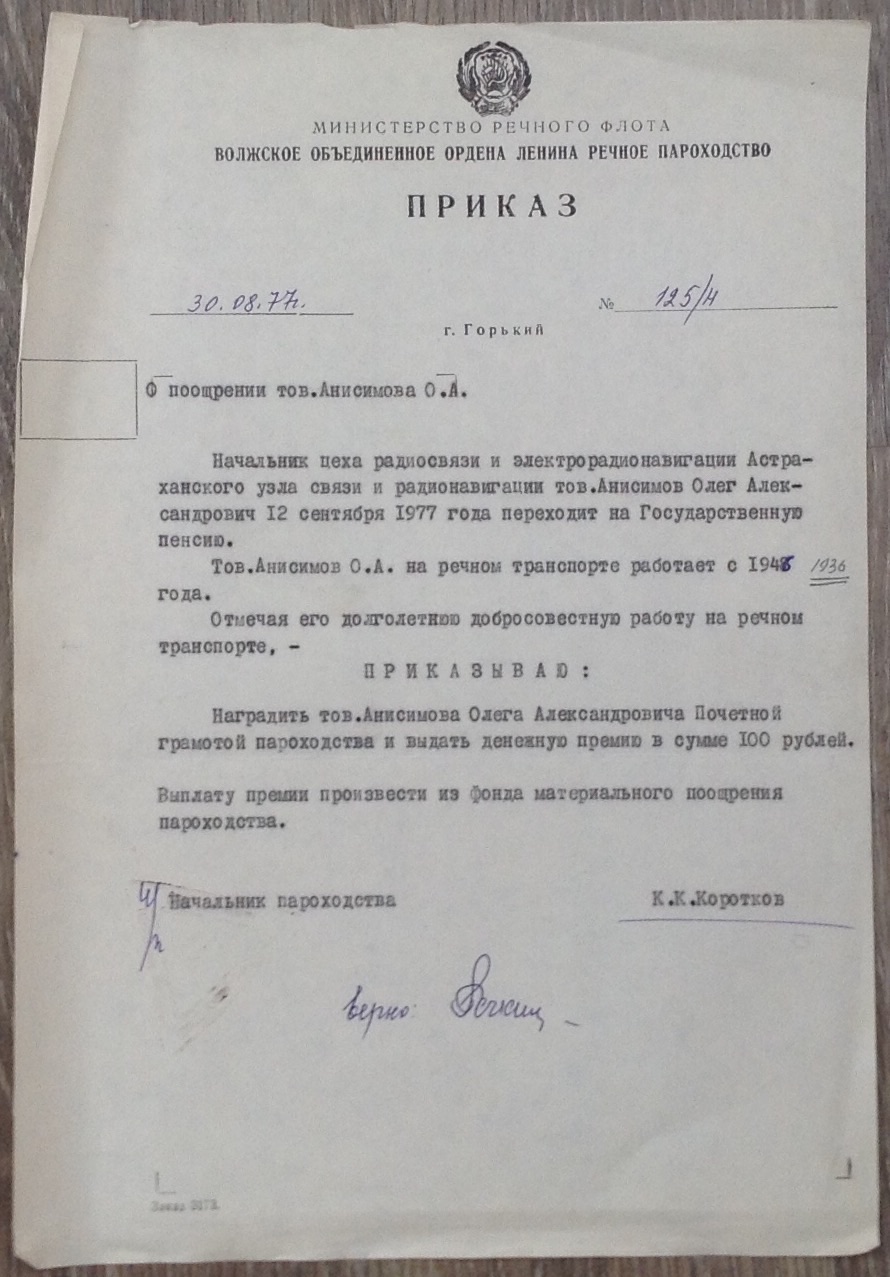 МИНИСТЕРСТВО РЕЧНОГО ФЛОТА
ВОЛЖСКОЕ ОБЪЕДИНЕННОЕ ОРДЕНА ЛЕНИНА РЕЧНОЕ ПАРОХОДСТВО
ПРИКАЗ
30.08.77г. № 125/Н
г. Горький
О поощрении тов.Анисимова О.А.
Начальник цеха радиосвязи и электрорадионавигации Астра-
ханского узла связи и радионавигации тов.Анисимов Олег Алек-
сандрович 12 сентября 1977 года переходит на Государственную
пенсию.
Тов.Анисимов О.А. на речном транспорте работает с 1946 1936
года.
Отмечая его долголетнюю добросовестную работу на речном
транспорте, -
ПРИКАЗЫВАЮ:
Наградить тов.Анисимова Олега Александровича Почетной
грамотой пароходства и выдать денежную премию в сумме 100 рублей.
Выплату премии произвести из фонда материального поощрения
пароходства.
Начальник пароходства К.К.Коротков
Верно:
Заказ